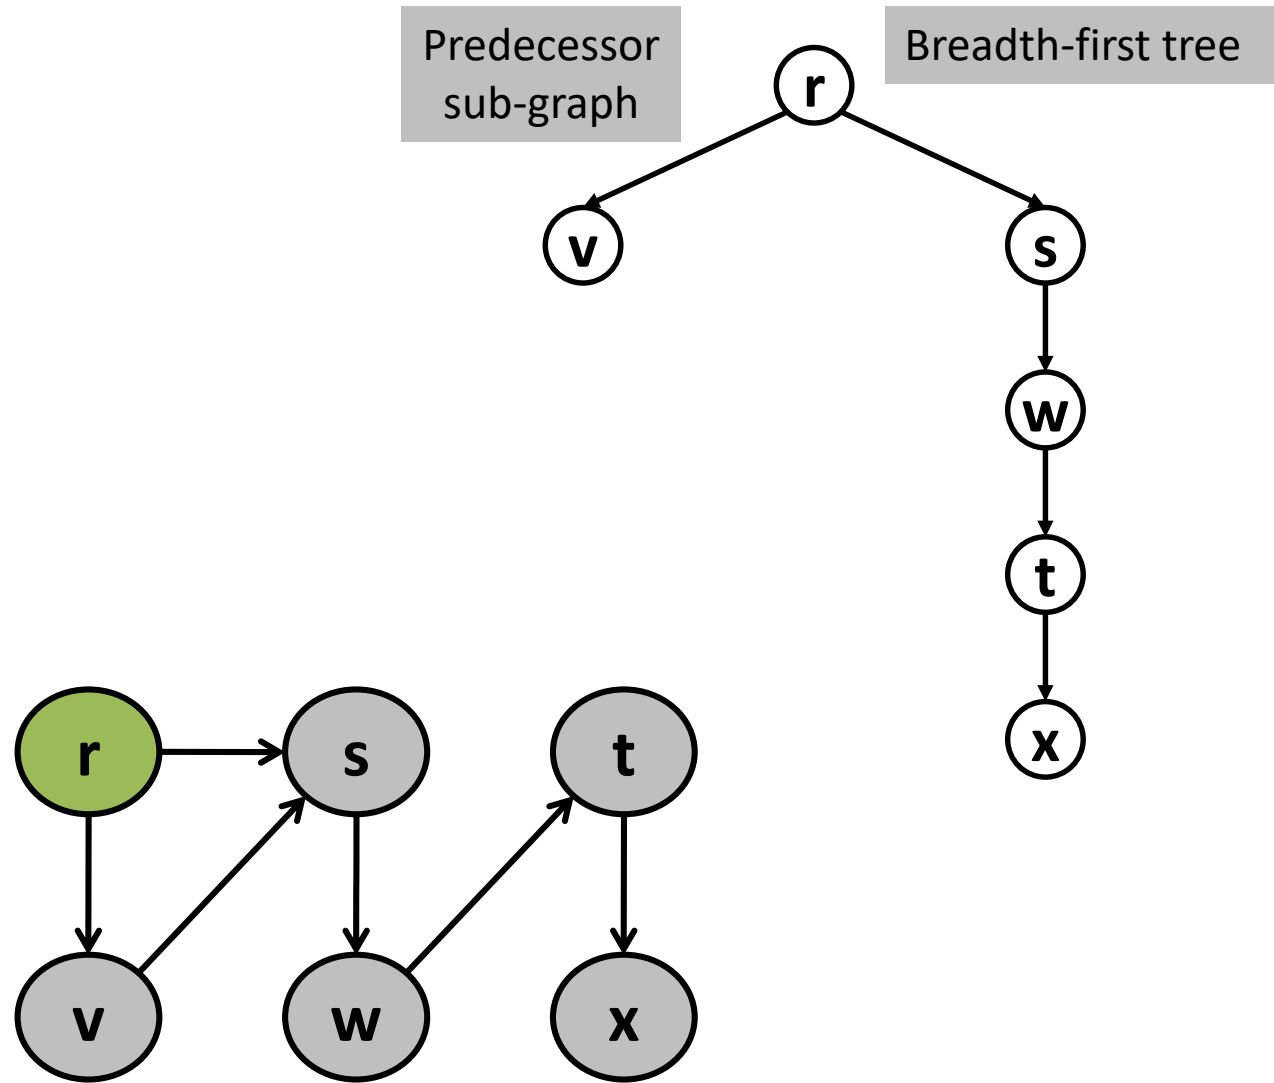 Predecessor
sub-graph
Breadth-first tree
r
v
s
w
t
x
r
s
t
v
w
x